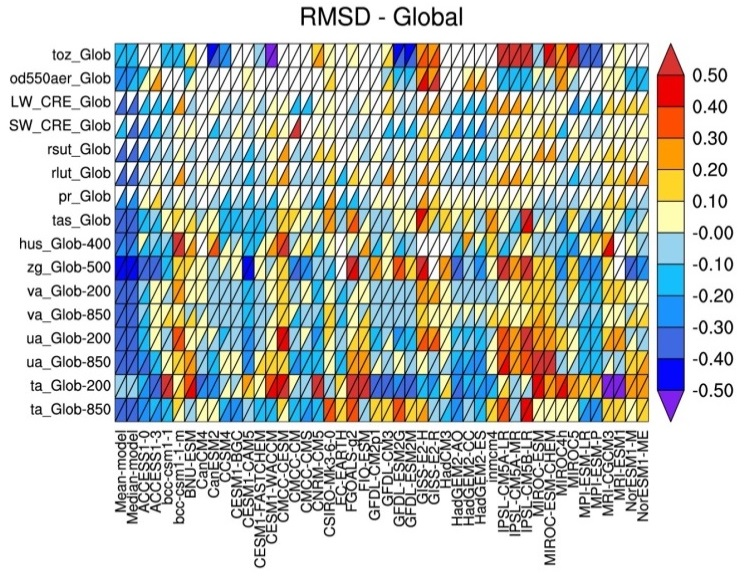 RMSD - Global
toz_Glob
od550aer_Glob
LW_CRE_Glob
SW_CRE_Glob
rsut_Glob
rlut_Glob
pr_Glob
tas_Glob
hus_Glob-400
zg_Glob-500
va_Glob-200
va_Glob-850
ua_Glob-200
ua_Glob-850
ta_Glob-200
ta_Glob-850
0.50
0.40
0.30
0.20
0.10
-0.00
-0.10
-0.20
-0.30
-0.40
-0.50
Mean-model
Median-model
ACCESS1-0
ACCESS1-3
bcc-csm1-1
bcc-csm1-1-m
BNU-ESM
CanCM4
CanESM2
CCSM4
CESM1-BGC
CESM1-CAM5
CESM1-FASTCHEM
CESM1-WACCM
CMCC-CESM
CMCC-CM
CMCC-CMS
CNRM-CM5
CSIRO-Mk3-6-0
EC-EARTH
FGOALS-g2
FIO-ESM
GFDL-CM2p1
GFDL-CM3
GFDL-ESM2G
GFDL-ESM2M
GISS-E2-H
GISS-E2-R
HadCM3
HadGEM2-AO
HadGEM2-CC
HadGEM2-ES
inmcm4
IPSL-CM5A-LR
IPSL-CM5A-MR
IPSL-CM5B-LR
MIROC-ESM
MIROC-ESM-CHEM
MIROC4h
MIROC5
MPI-ESM-LR
MPI-ESM-P
MRI-CGCM3
MRI-ESM1
NorESM1-M
NorESM1-ME